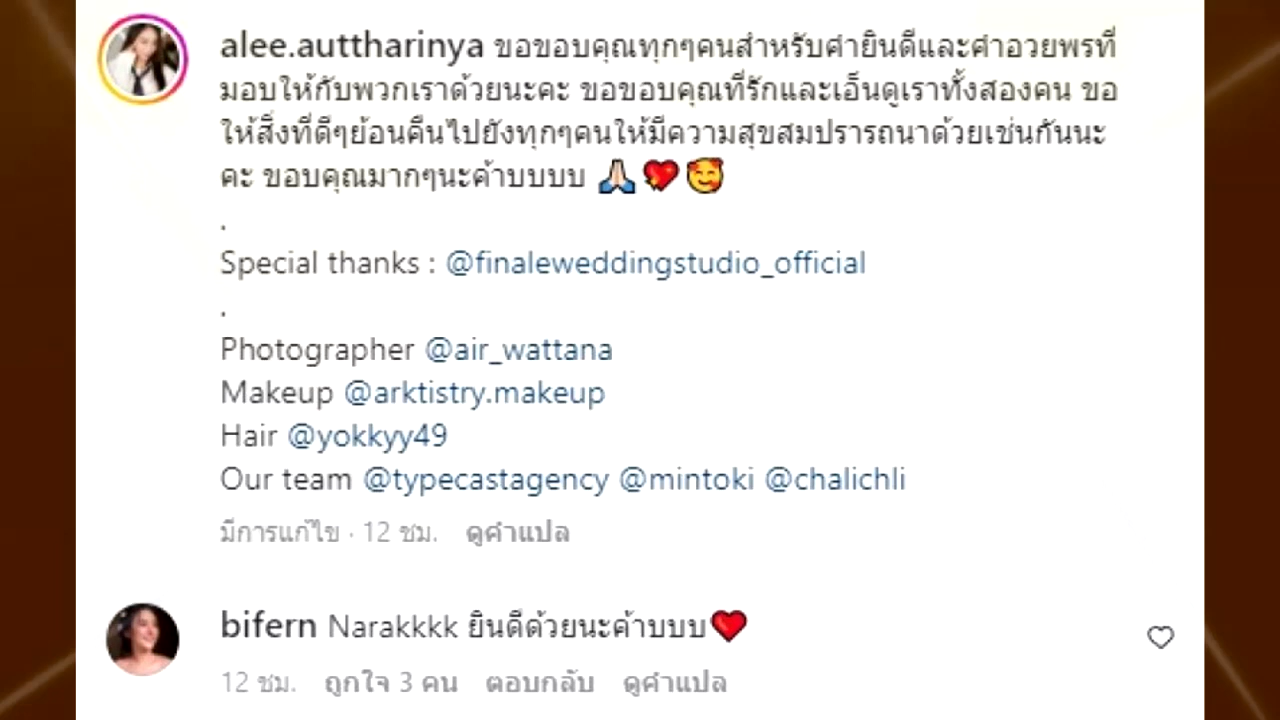 alee.auttharinya ขอขอบคุณทุกๆคนสำหรับคำยินดีและคำอวยพรที่
มอบให้กับพวกเราด้วยนะคะ ขอขอบคุณที่รักและเอ็นดูเราทั้งสองคน ขอ
ให้สิ่งที่ดีๆย้อนคืนไปยังทุกๆคนให้มีความสุขสมปรารถนาด้วยเช่นกันนะ
คะ ขอบคุณมากๆนะค้าบบบบ 🙏🏻💖🥰
.
Special thanks : @finaleweddingstudio_official
.
Photographer @air_wattana
Makeup @arktistry.makeup
Hair @yokkyy49
Our team @typecastagency @mintoki @chalichli
มีการแก้ไข · 12 ชม. ดูคำแปล
bifern Narakkkk ยินดีด้วยนะค้าบบบ❤️
12 ชม. ถูกใจ 3 คน ตอบกลับ ดูคำแปล